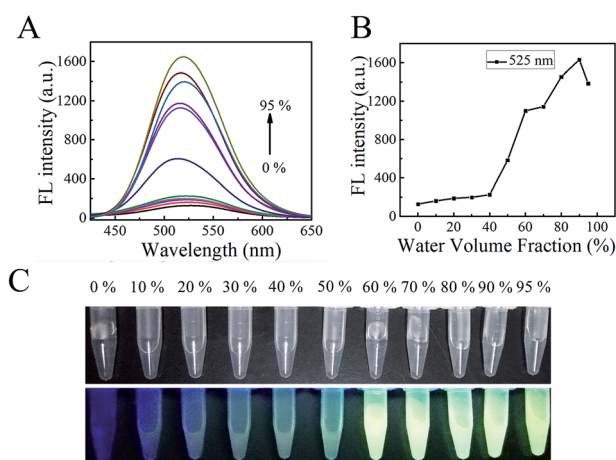 A
FL intensity (a.u.)
1600
1200
800
400
0
95 %
0 %
450
500
550
600
650
Wavelength (nm)
B
FL intensity (a.u.)
1600
1200
800
400
0
525 nm
0
20
40
60
80
100
Water Volume Fraction (%)
C
0 % 10 % 20 % 30 % 40 % 50 % 60 % 70 % 80 % 90 % 95 %